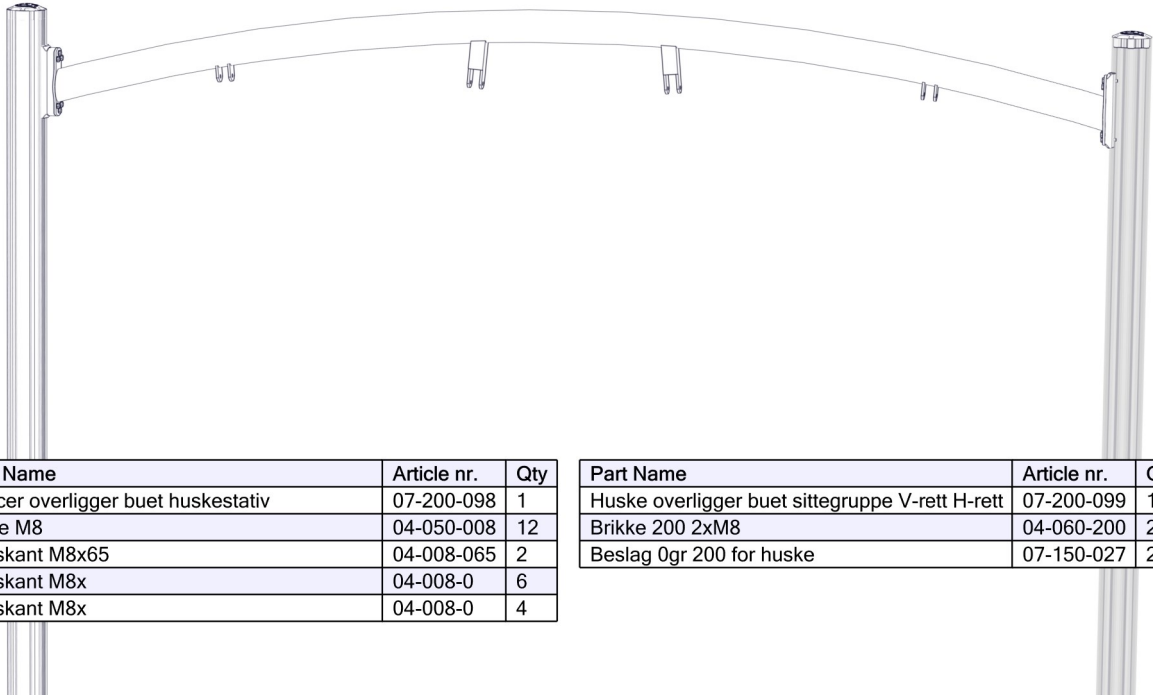 Name Article nr. Qty
cer overligger buet huskestativ 07-200-098 1
e M8 04-050-008 12
skant M8x65 04-008-065 2
skant M8x 04-008-0 6
skant M8x 04-008-0 4
Part Name Article nr.
Huske overligger buet sittegruppe V-rett H-rett 07-200-099 1
Brikke 200 2xM8 04-060-200 2
Beslag 0gr 200 for huske 07-150-027 2